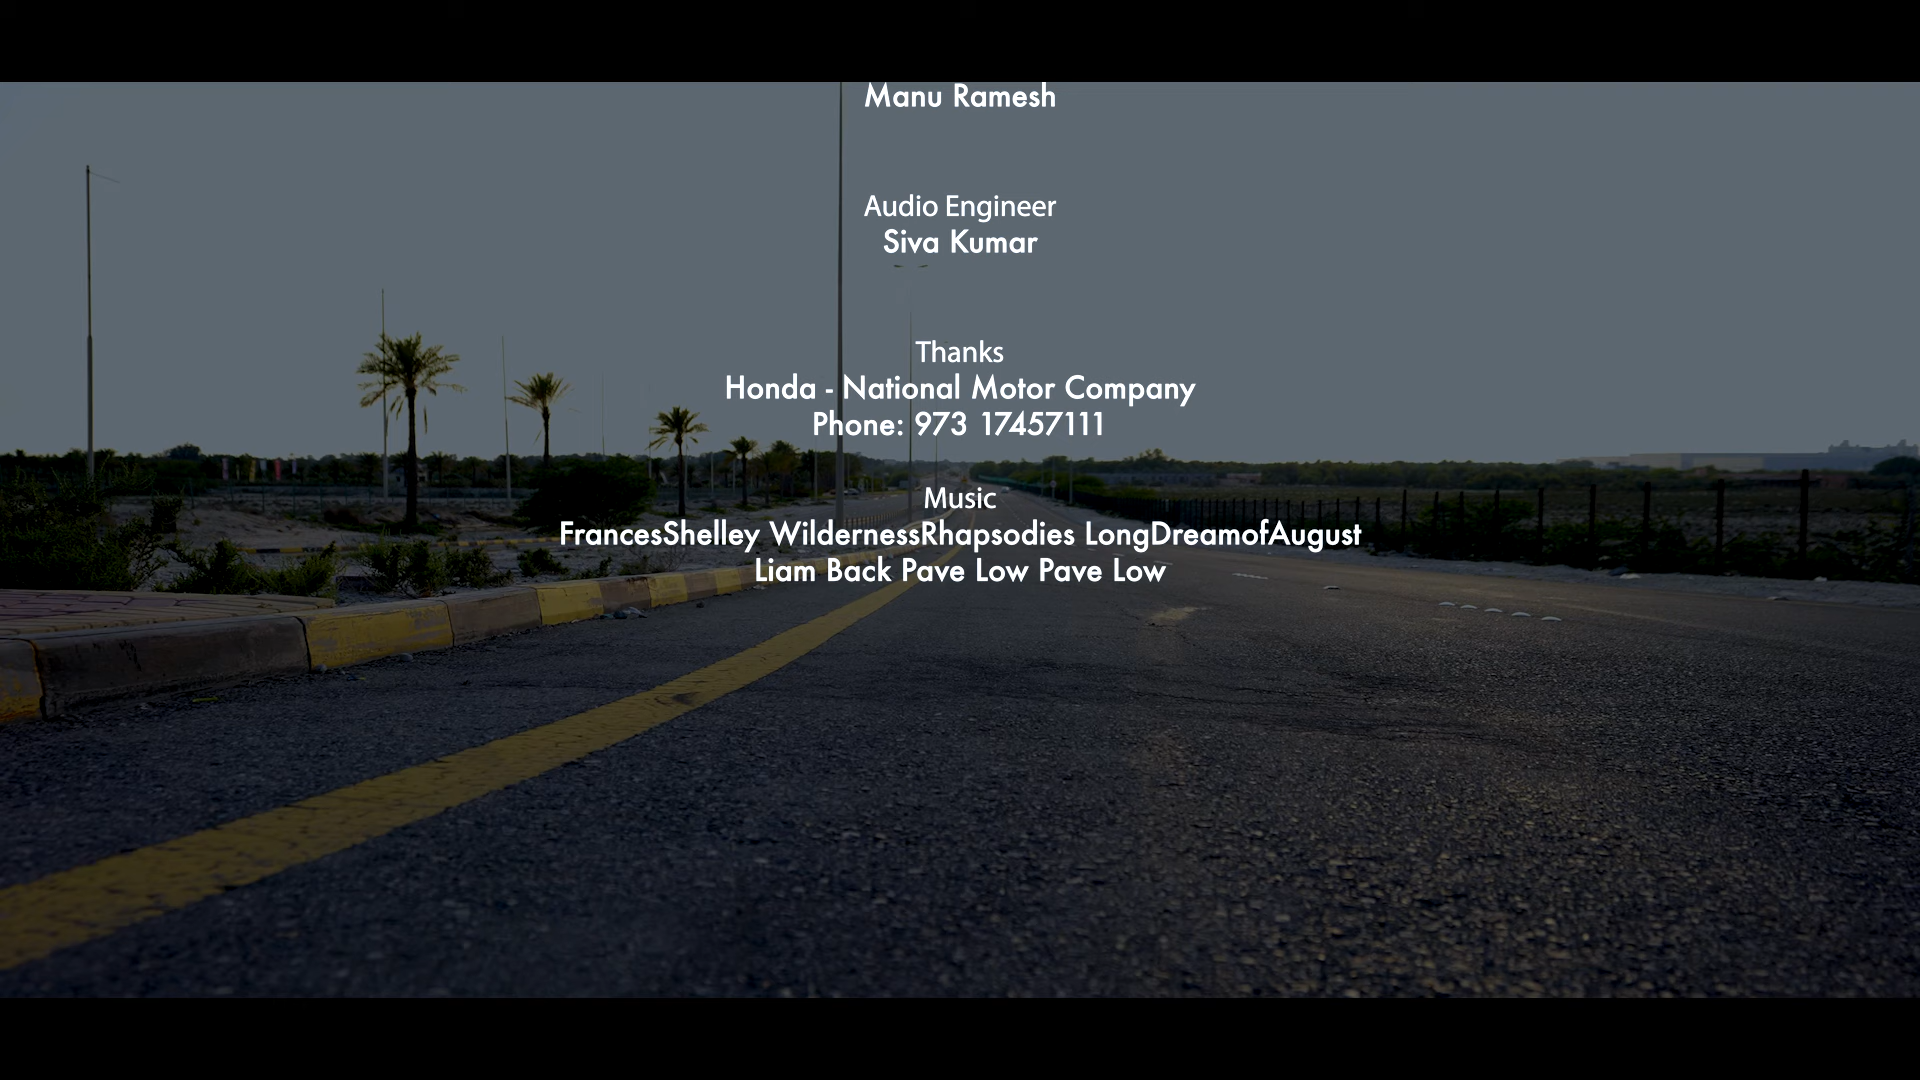 Manu Ramesh
Audio Engineer
Siva Kumar
Thanks
Honda - National Motor Company
Phone: 973 17457111
Music
FrancesShelley WildernessRhapsodies LongDreamofAugust
Liam Back Pave Low Pave Low